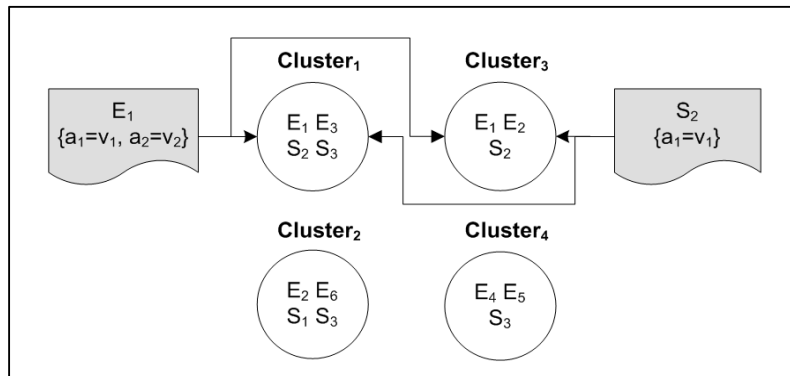 Cluster₁
Cluster₃
E₁
{a₁=v₁, a₂=v₂}
E₁ E₃
S₂ S₃
E₁ E₂
S₂
S₂
{a₁=v₁}
Cluster₂
Cluster₄
E₂ E₆
S₁ S₃
E₄ E₅
S₃